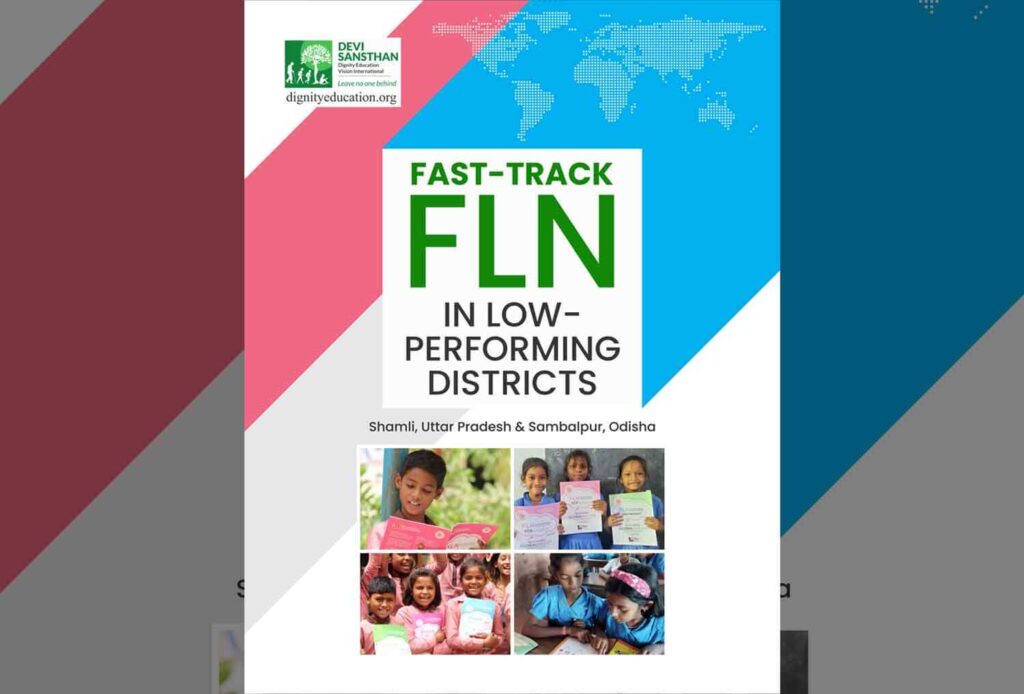 DEVI
SANSTHAN
Dignity Education
Vision International
Leave no one behind
dignityeducation.org
FAST-TRACK
FLN
IN LOW-
PERFORMING
DISTRICTS
Shamli, Uttar Pradesh & Sambalpur, Odisha